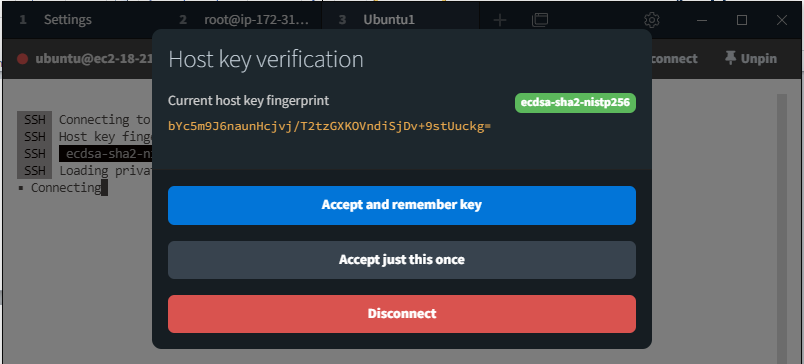 1 Settings 2 root@ip-172-31... 3 Ubuntu1
ubuntu@ec2-18-21
Unpin
Host key verification
Current host key fingerprint ecdsa-sha2-nistp256
bYc5m9J6naunHcjvj/T2tzGXKOVndiSjDv+9stUuckg=
SSH Connecting to
SSH Host key finge
SSH ecdsa-sha2-ni
SSH Loading privat
Connecting
Accept and remember key
Accept just this once
Disconnect